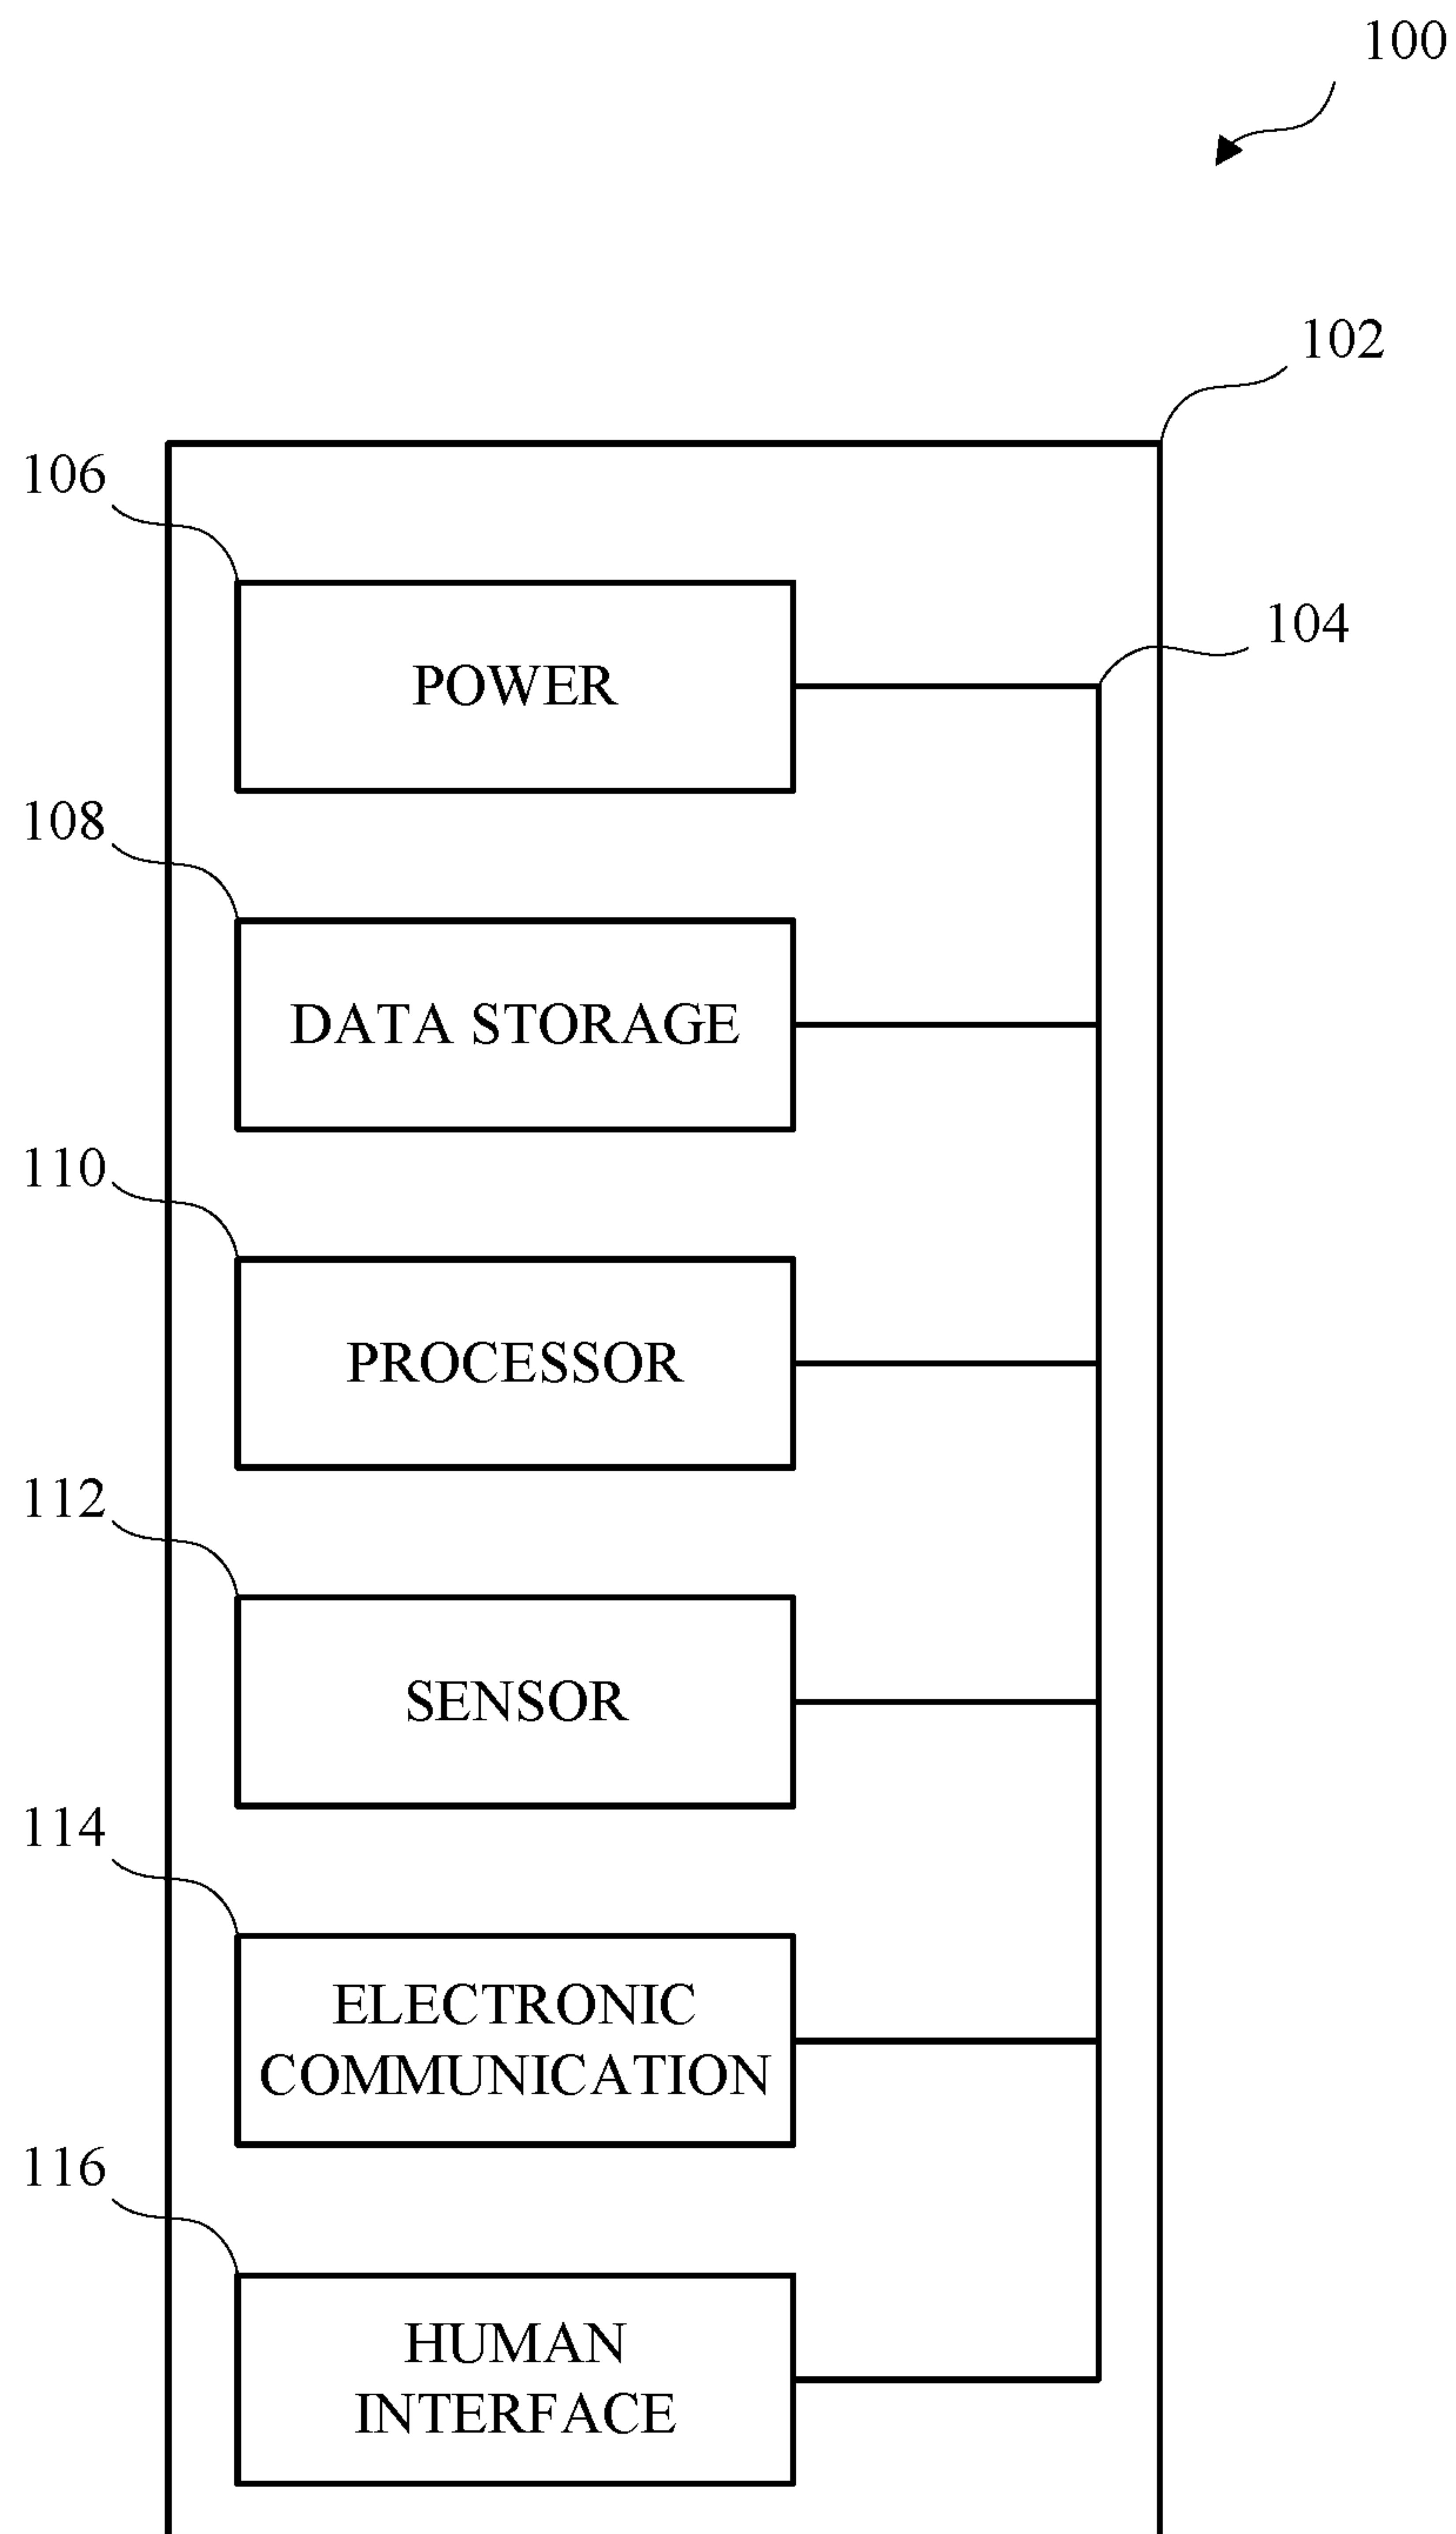 100
102
106
104
POWER
108
DATA STORAGE
110
PROCESSOR
112
SENSOR
114
ELECTRONIC
COMMUNICATION
116
HUMAN
INTERFACE